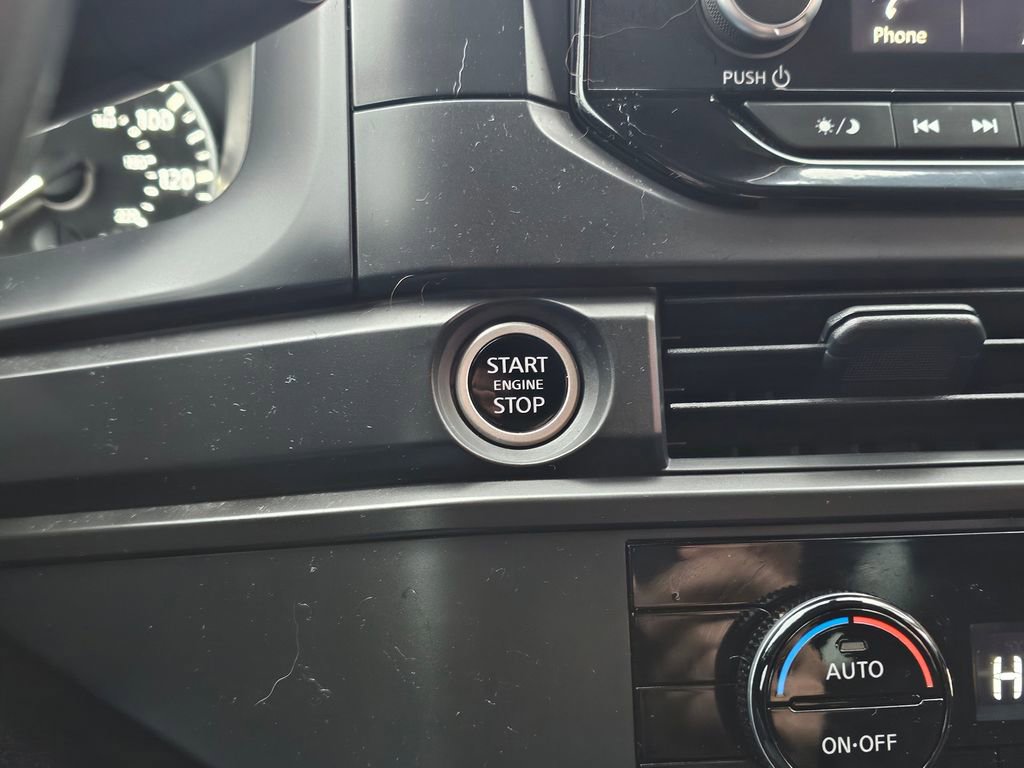 Phone
PUSH
100
120
START
ENGINE
STOP
AUTO
H
ON·OFF